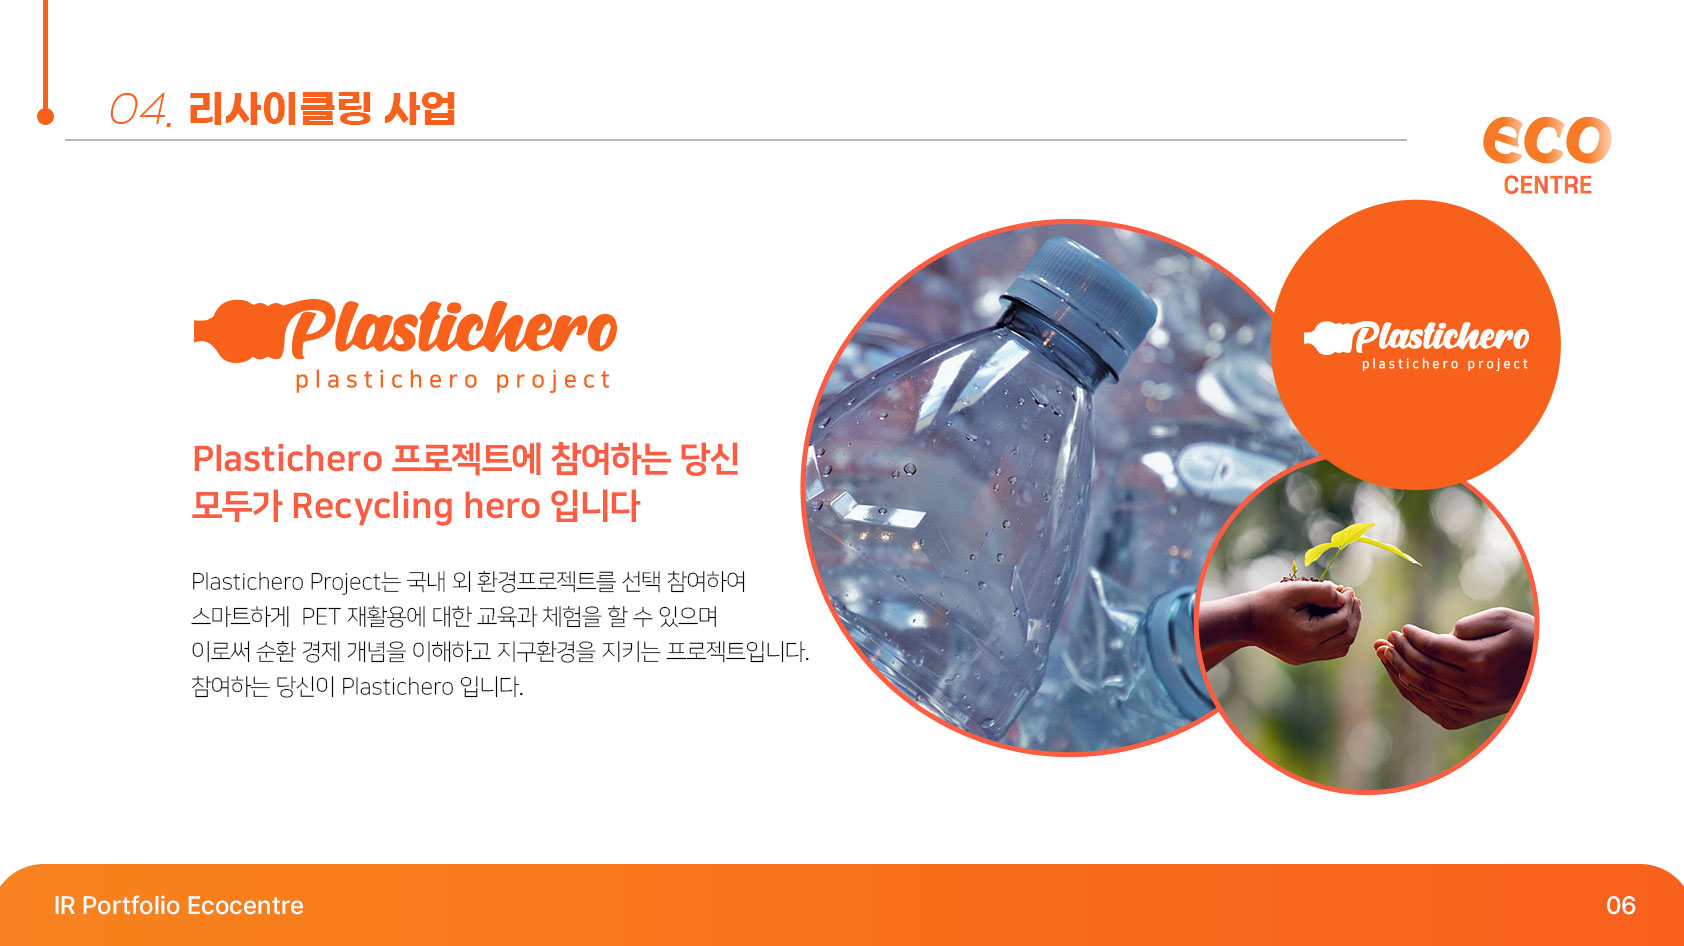 04. 리사이클링 사업
eco
CENTRE
Plastichero
plastichero project
Plastichero
plastichero project
Plastichero 프로젝트에 참여하는 당신
모두가 Recycling hero 입니다
Plastichero Project는 국내 외 환경프로젝트를 선택 참여하여
스마트하게 PET 재활용에 대한 교육과 체험을 할 수 있으며
이로써 순환 경제 개념을 이해하고 지구환경을 지키는 프로젝트입니다.
참여하는 당신이 Plastichero 입니다.
IR Portfolio Ecocentre
06